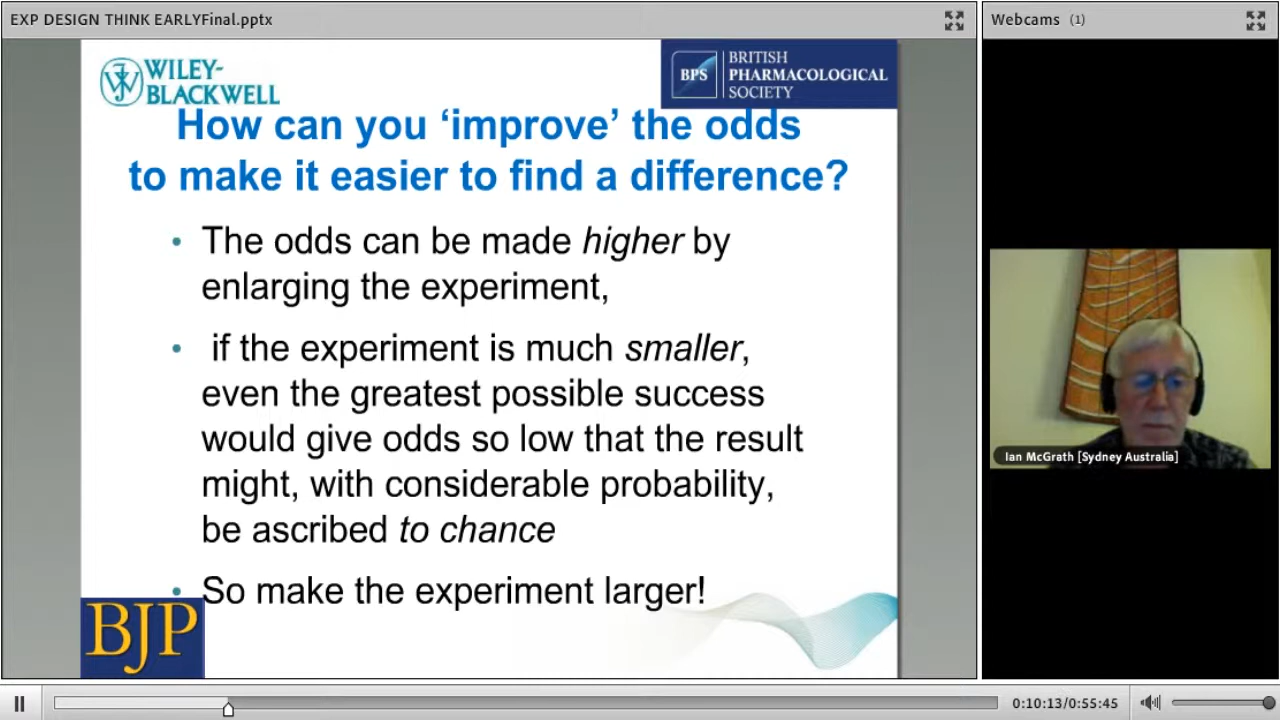 EXP DESIGN THINK EARLYFinal.pptx
Webcams (1)
WILEY-
BLACKWELL
BPS
BRITISH
PHARMACOLOGICAL
SOCIETY
How can you ‘improve’ the odds
to make it easier to find a difference?
• The odds can be made higher by
enlarging the experiment,
• if the experiment is much smaller,
even the greatest possible success
would give odds so low that the result
might, with considerable probability,
be ascribed to chance
• So make the experiment larger!
BJP
Ian McGrath [Sydney Australia]
0:10:13/0:55:45